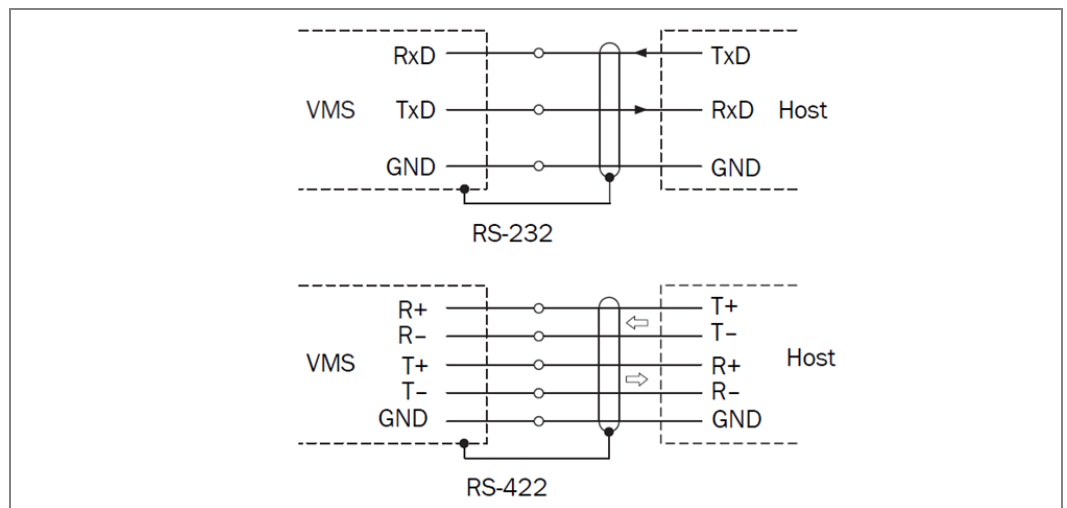 RxD TxD
VMS TxD RxD Host
GND GND
RS-232
R+ T+
R– T–
VMS T+ R+ Host
T– R–
GND GND
RS-422